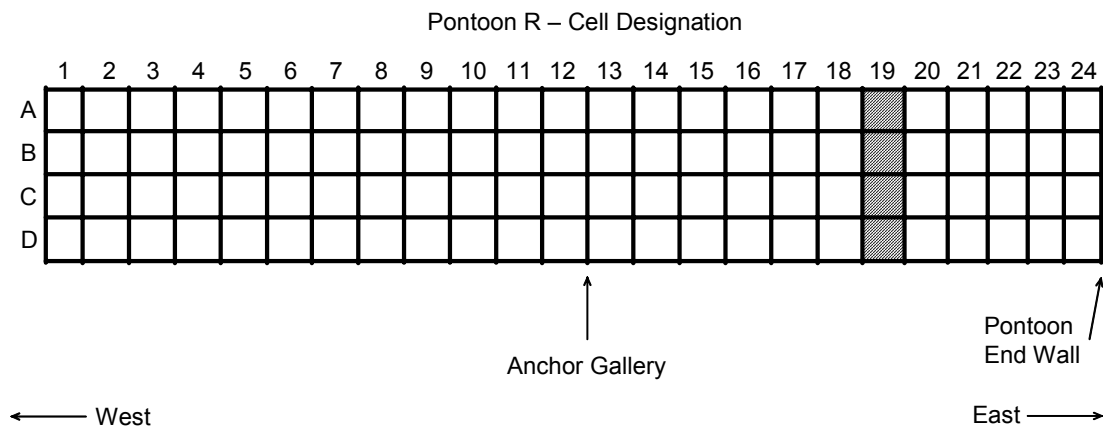 Pontoon R – Cell Designation
1 2 3 4 5 6 7 8 9 10 11 12 13 14 15 16 17 18 19 20 21 22 23 24
A
B
C
D
Anchor Gallery
Pontoon
End Wall
West
East